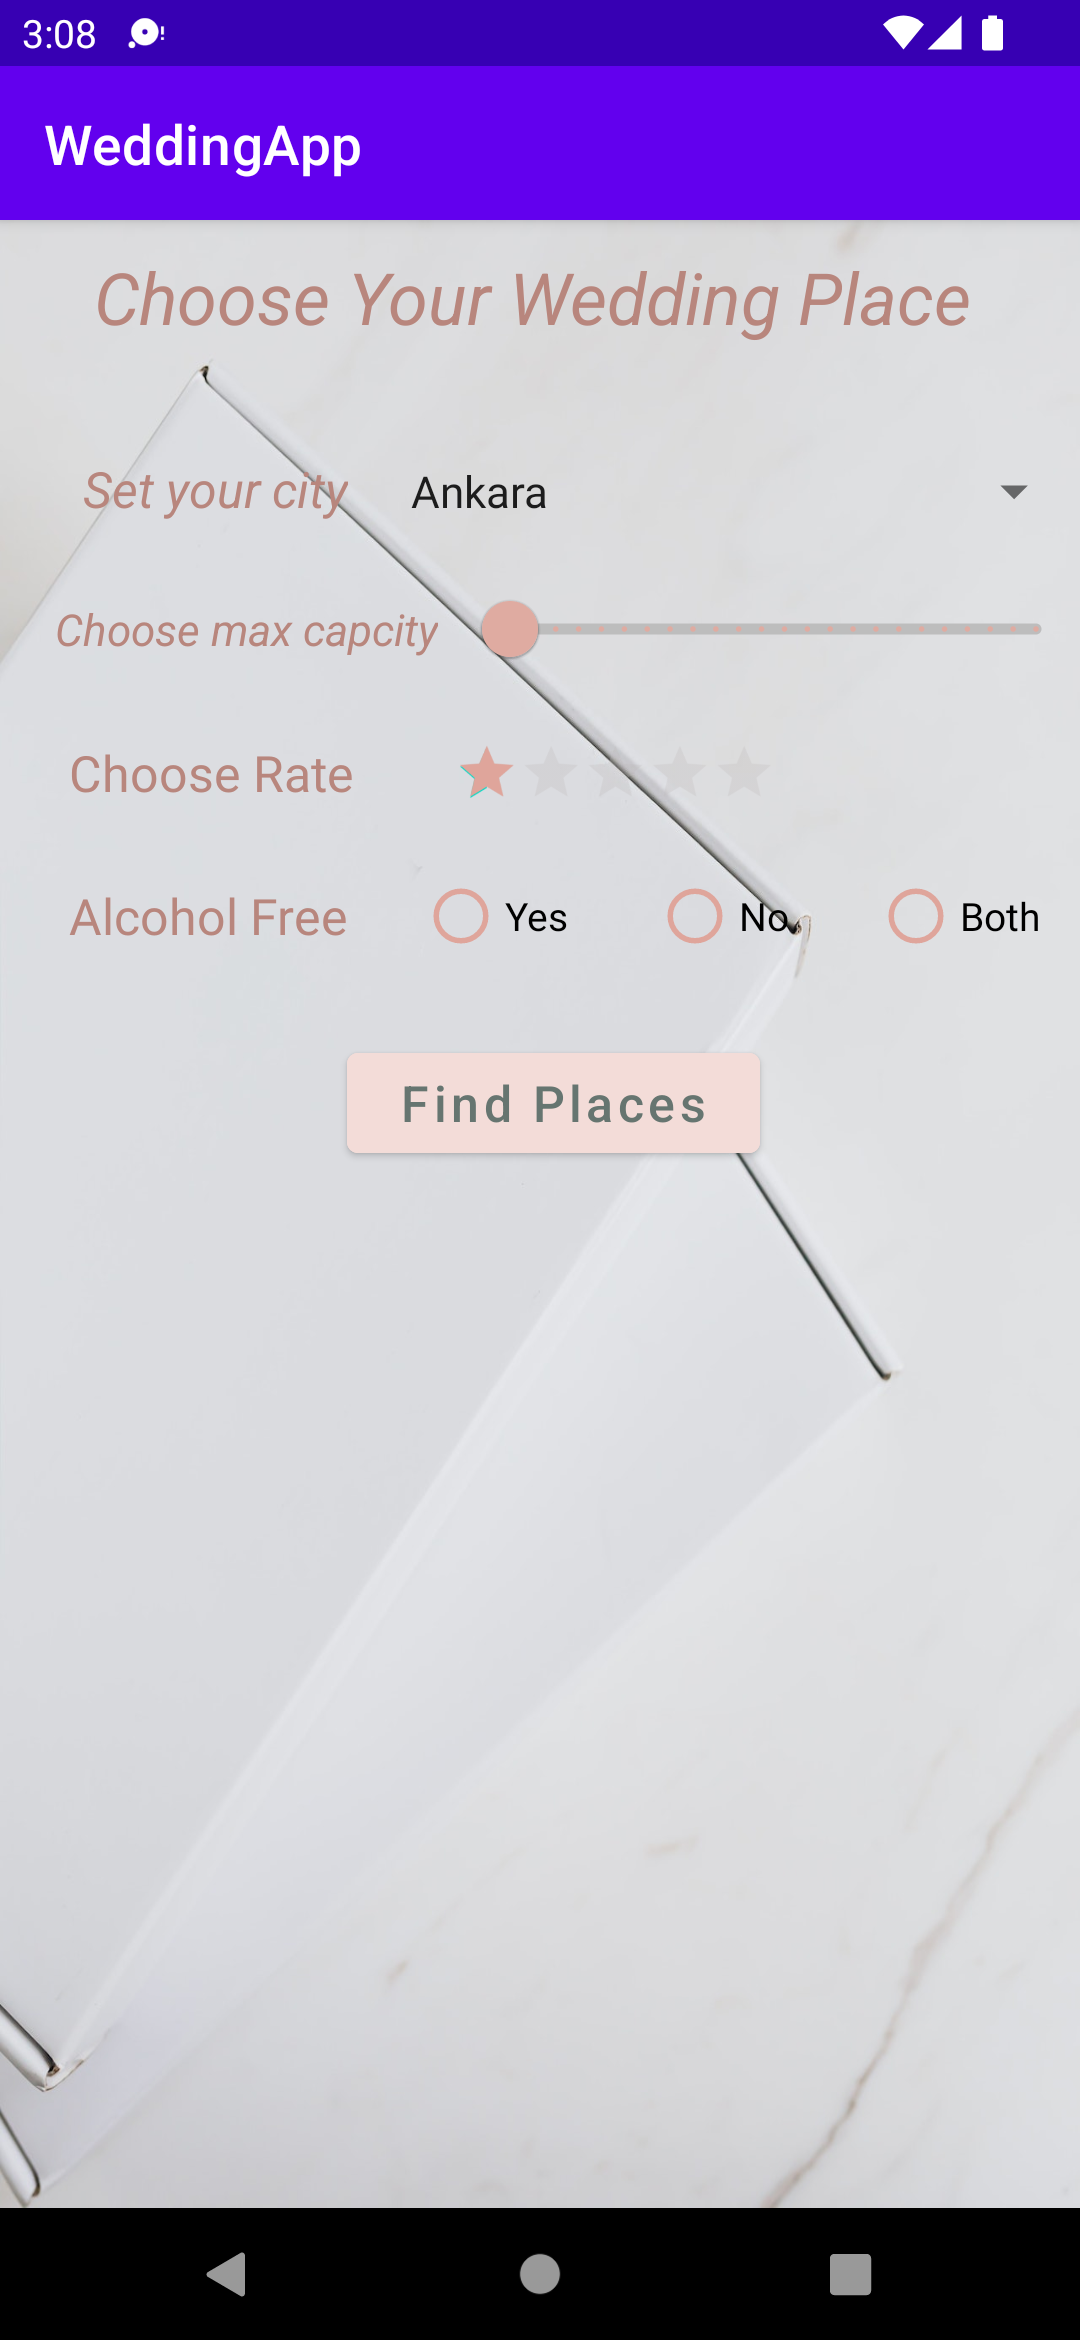 3:08
WeddingApp
Choose Your Wedding Place
Set your city Ankara
Choose max capcity
Choose Rate
Alcohol Free Yes No Both
Find Places